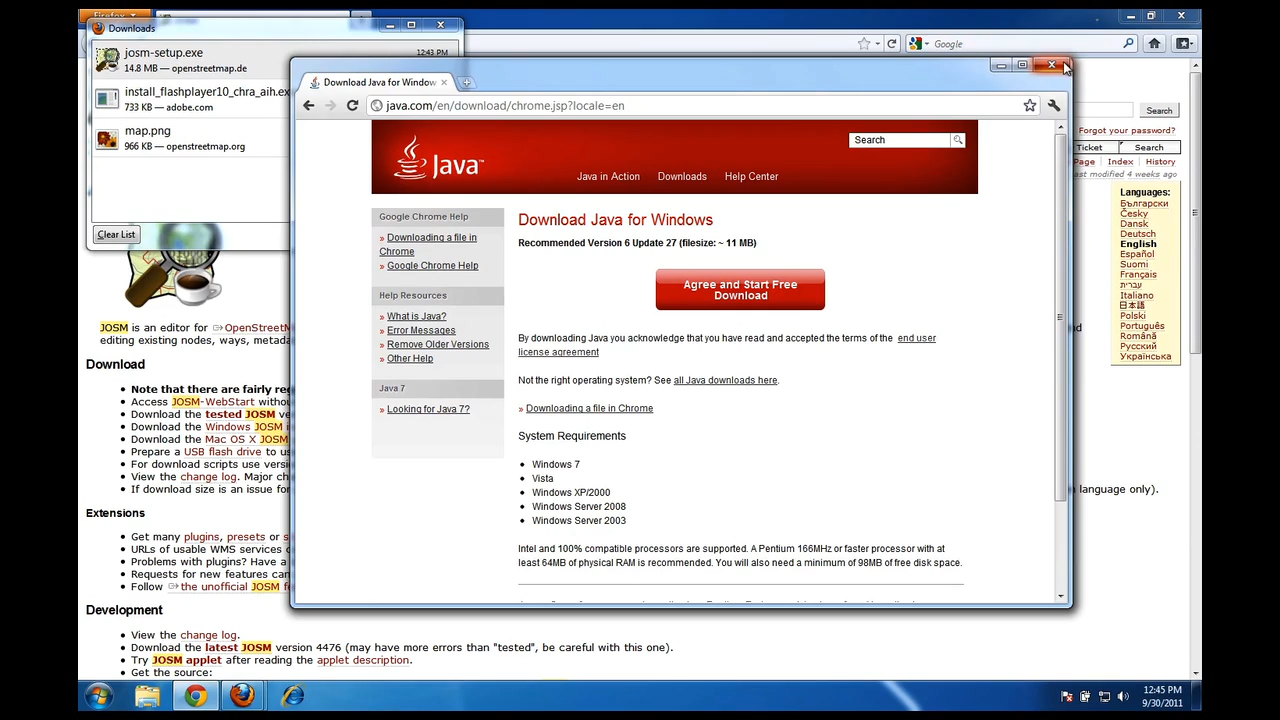 Firefox
Downloads
josm-setup.exe
12:43 PM
14.8 MB — openstreetmap.de
install_flashplayer10_chra_aih.ex
733 KB — adobe.com
map.png
966 KB — openstreetmap.org
Clear List
Google
Download Java for Window
java.com/en/download/chrome.jsp?locale=en
Java™
Search
Java in Action
Downloads
Help Center
Google Chrome Help
» Downloading a file in
Chrome
» Google Chrome Help
Help Resources
» What is Java?
» Error Messages
» Remove Older Versions
» Other Help
Java 7
» Looking for Java 7?
Download Java for Windows
Recommended Version 6 Update 27 (filesize: ~ 11 MB)
Agree and Start Free
Download
By downloading Java you acknowledge that you have read and accepted the terms of the end user
license agreement
Not the right operating system? See all Java downloads here.
» Downloading a file in Chrome
System Requirements
• Windows 7
• Vista
• Windows XP/2000
• Windows Server 2008
• Windows Server 2003
Intel and 100% compatible processors are supported. A Pentium 166MHz or faster processor with at
least 64MB of physical RAM is recommended. You will also need a minimum of 98MB of free disk space.
Search
Forgot your password?
Ticket
Search
Page
Index
History
ast modified 4 weeks ago
Languages:
Български
Česky
Dansk
Deutsch
English
Español
Suomi
Français
עברית
Italiano
日本語
Polski
Português
Română
Русский
Українська
JOSM is an editor for OpenStreetM
nd
editing existing nodes, ways, metada
Download
• Note that there are fairly re
• Access JOSM-WebStart witho
• Download the tested JOSM ve
• Download the Windows JOSM i
• Download the Mac OS X JOSM
• Prepare a USB flash drive to us
• For download scripts use versi
• View the change log. Major ch
• If download size is an issue fo
n language only).
Extensions
• Get many plugins, presets or s
• URLs of usable WMS services
• Problems with plugins? Have a
• Requests for new features can
• Follow the unofficial JOSM f
Development
• View the change log.
• Download the latest JOSM version 4476 (may have more errors than "tested", be careful with this one).
• Try JOSM applet after reading the applet description.
• Get the source:
12:45 PM
9/30/2011